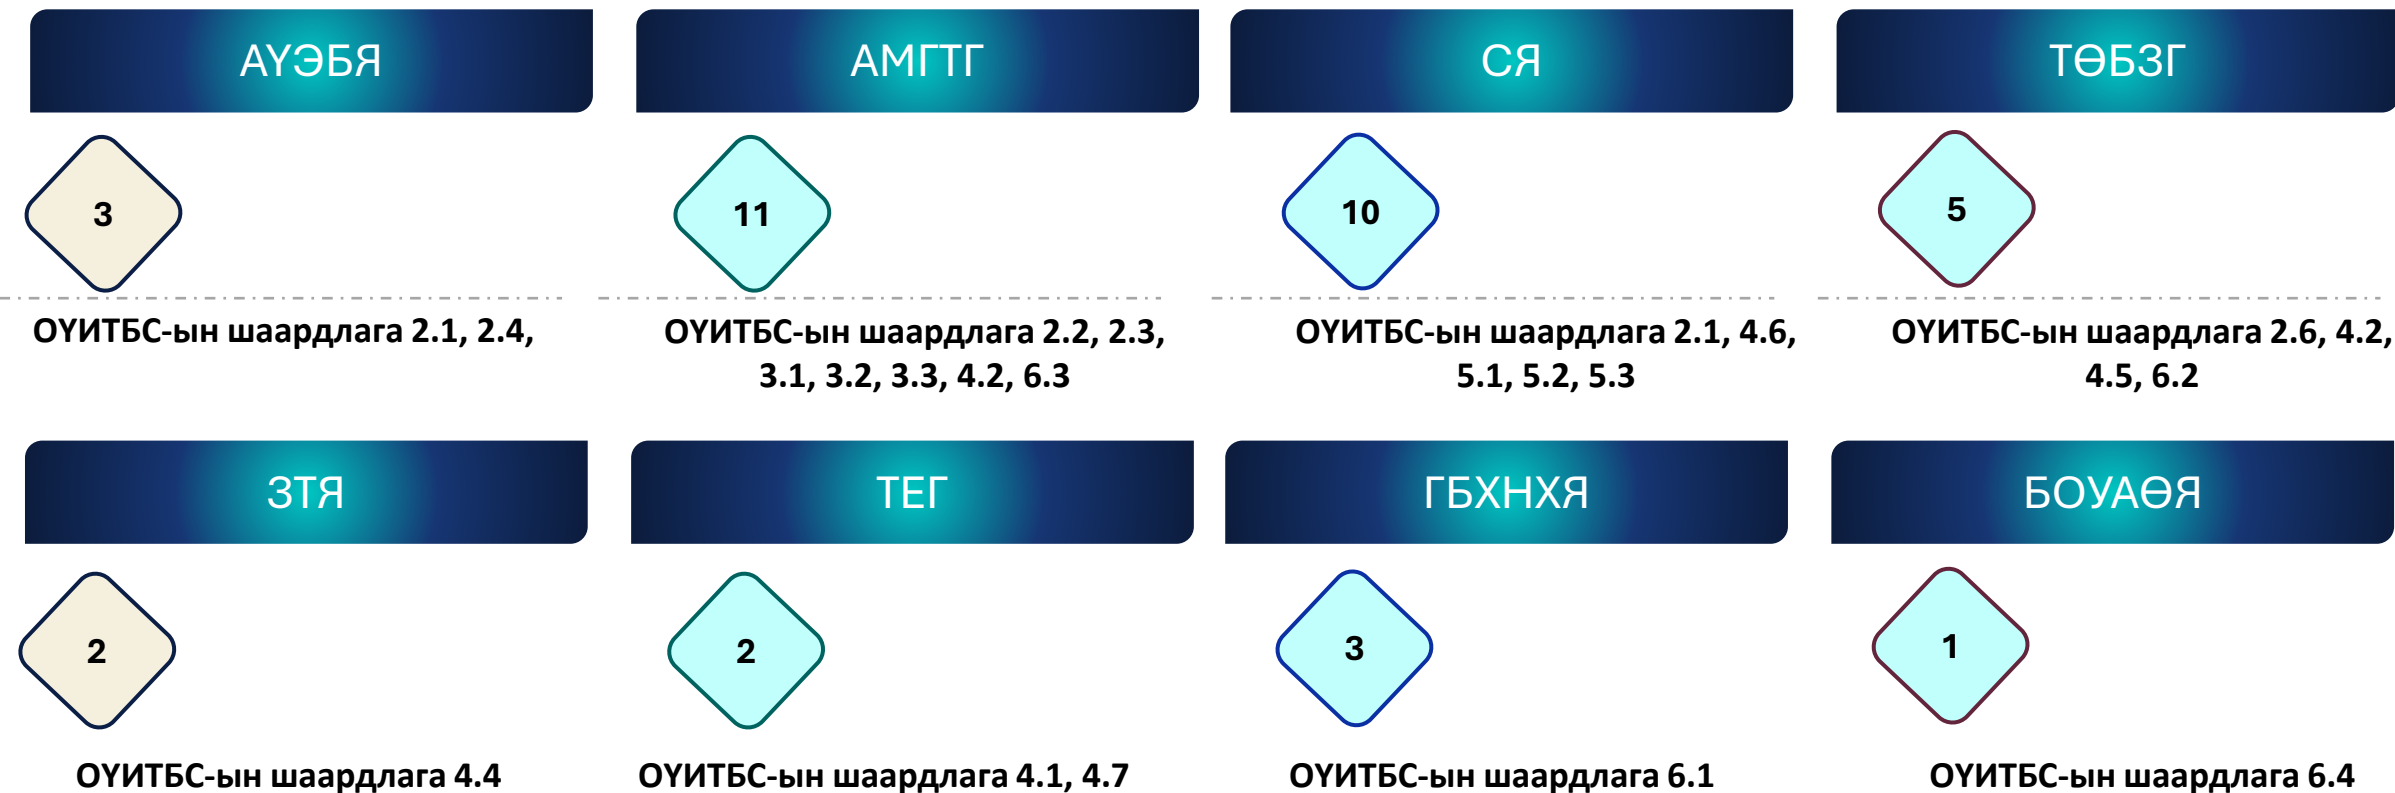 АҮЭБЯ
АМГТГ
СЯ
ТӨБЗГ
3
11
10
5
ОҮИТБС-ын шаардлага 2.1, 2.4,
ОҮИТБС-ын шаардлага 2.2, 2.3,
3.1, 3.2, 3.3, 4.2, 6.3
ОҮИТБС-ын шаардлага 2.1, 4.6,
5.1, 5.2, 5.3
ОҮИТБС-ын шаардлага 2.6, 4.2,
4.5, 6.2
ЗТЯ
ТЕГ
ГБХНХЯ
БОУАӨЯ
2
2
3
1
ОҮИТБС-ын шаардлага 4.4
ОҮИТБС-ын шаардлага 4.1, 4.7
ОҮИТБС-ын шаардлага 6.1
ОҮИТБС-ын шаардлага 6.4